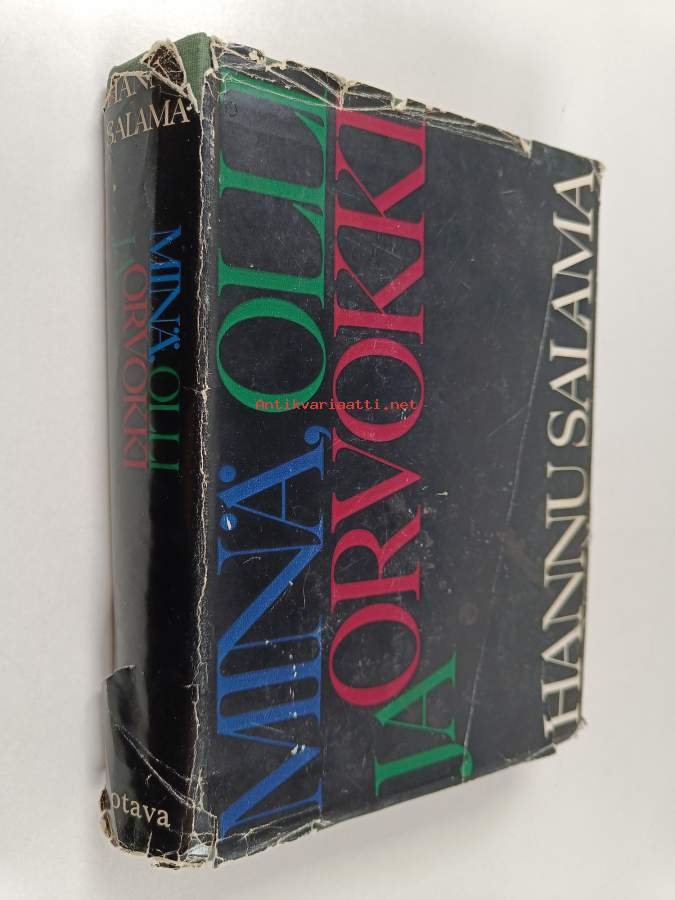 HANNU
SALAMA
MINÄ, OLLI
JA
ORVOKKI
otava
MINÄ, OLLI
JA ORVOKKI
HANNU SALAMA
Antikvariaatti.net